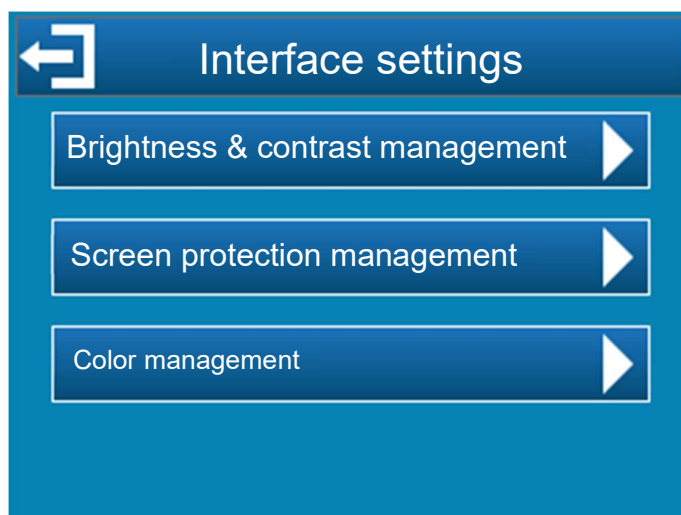 Interface settings
Brightness & contrast management
Screen protection management
Color management